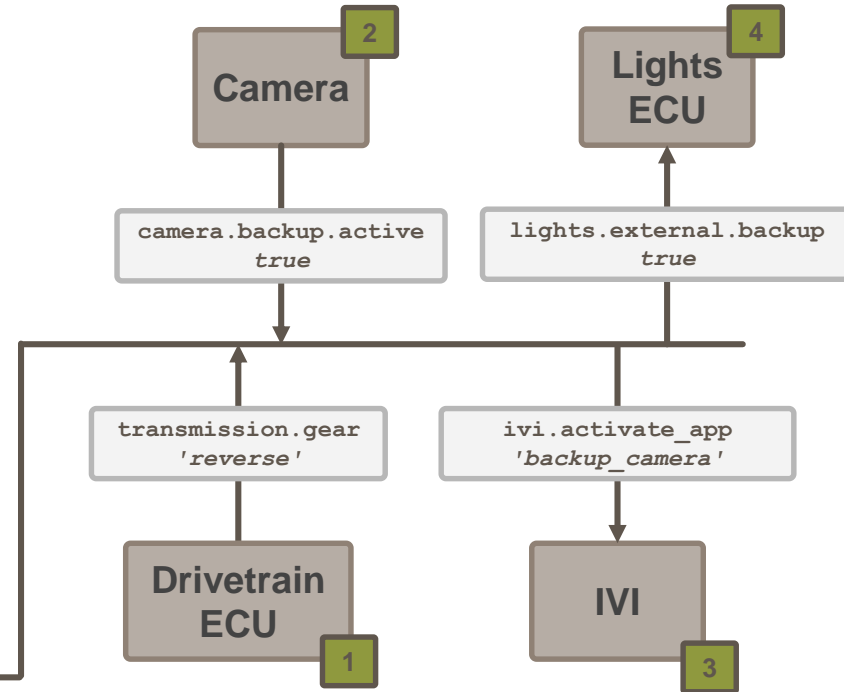 2
Camera
4
Lights
ECU
camera.backup.active
true
lights.external.backup
true
transmission.gear
'reverse'
ivi.activate_app
'backup_camera'
Drivetrain
ECU
1
IVI
3